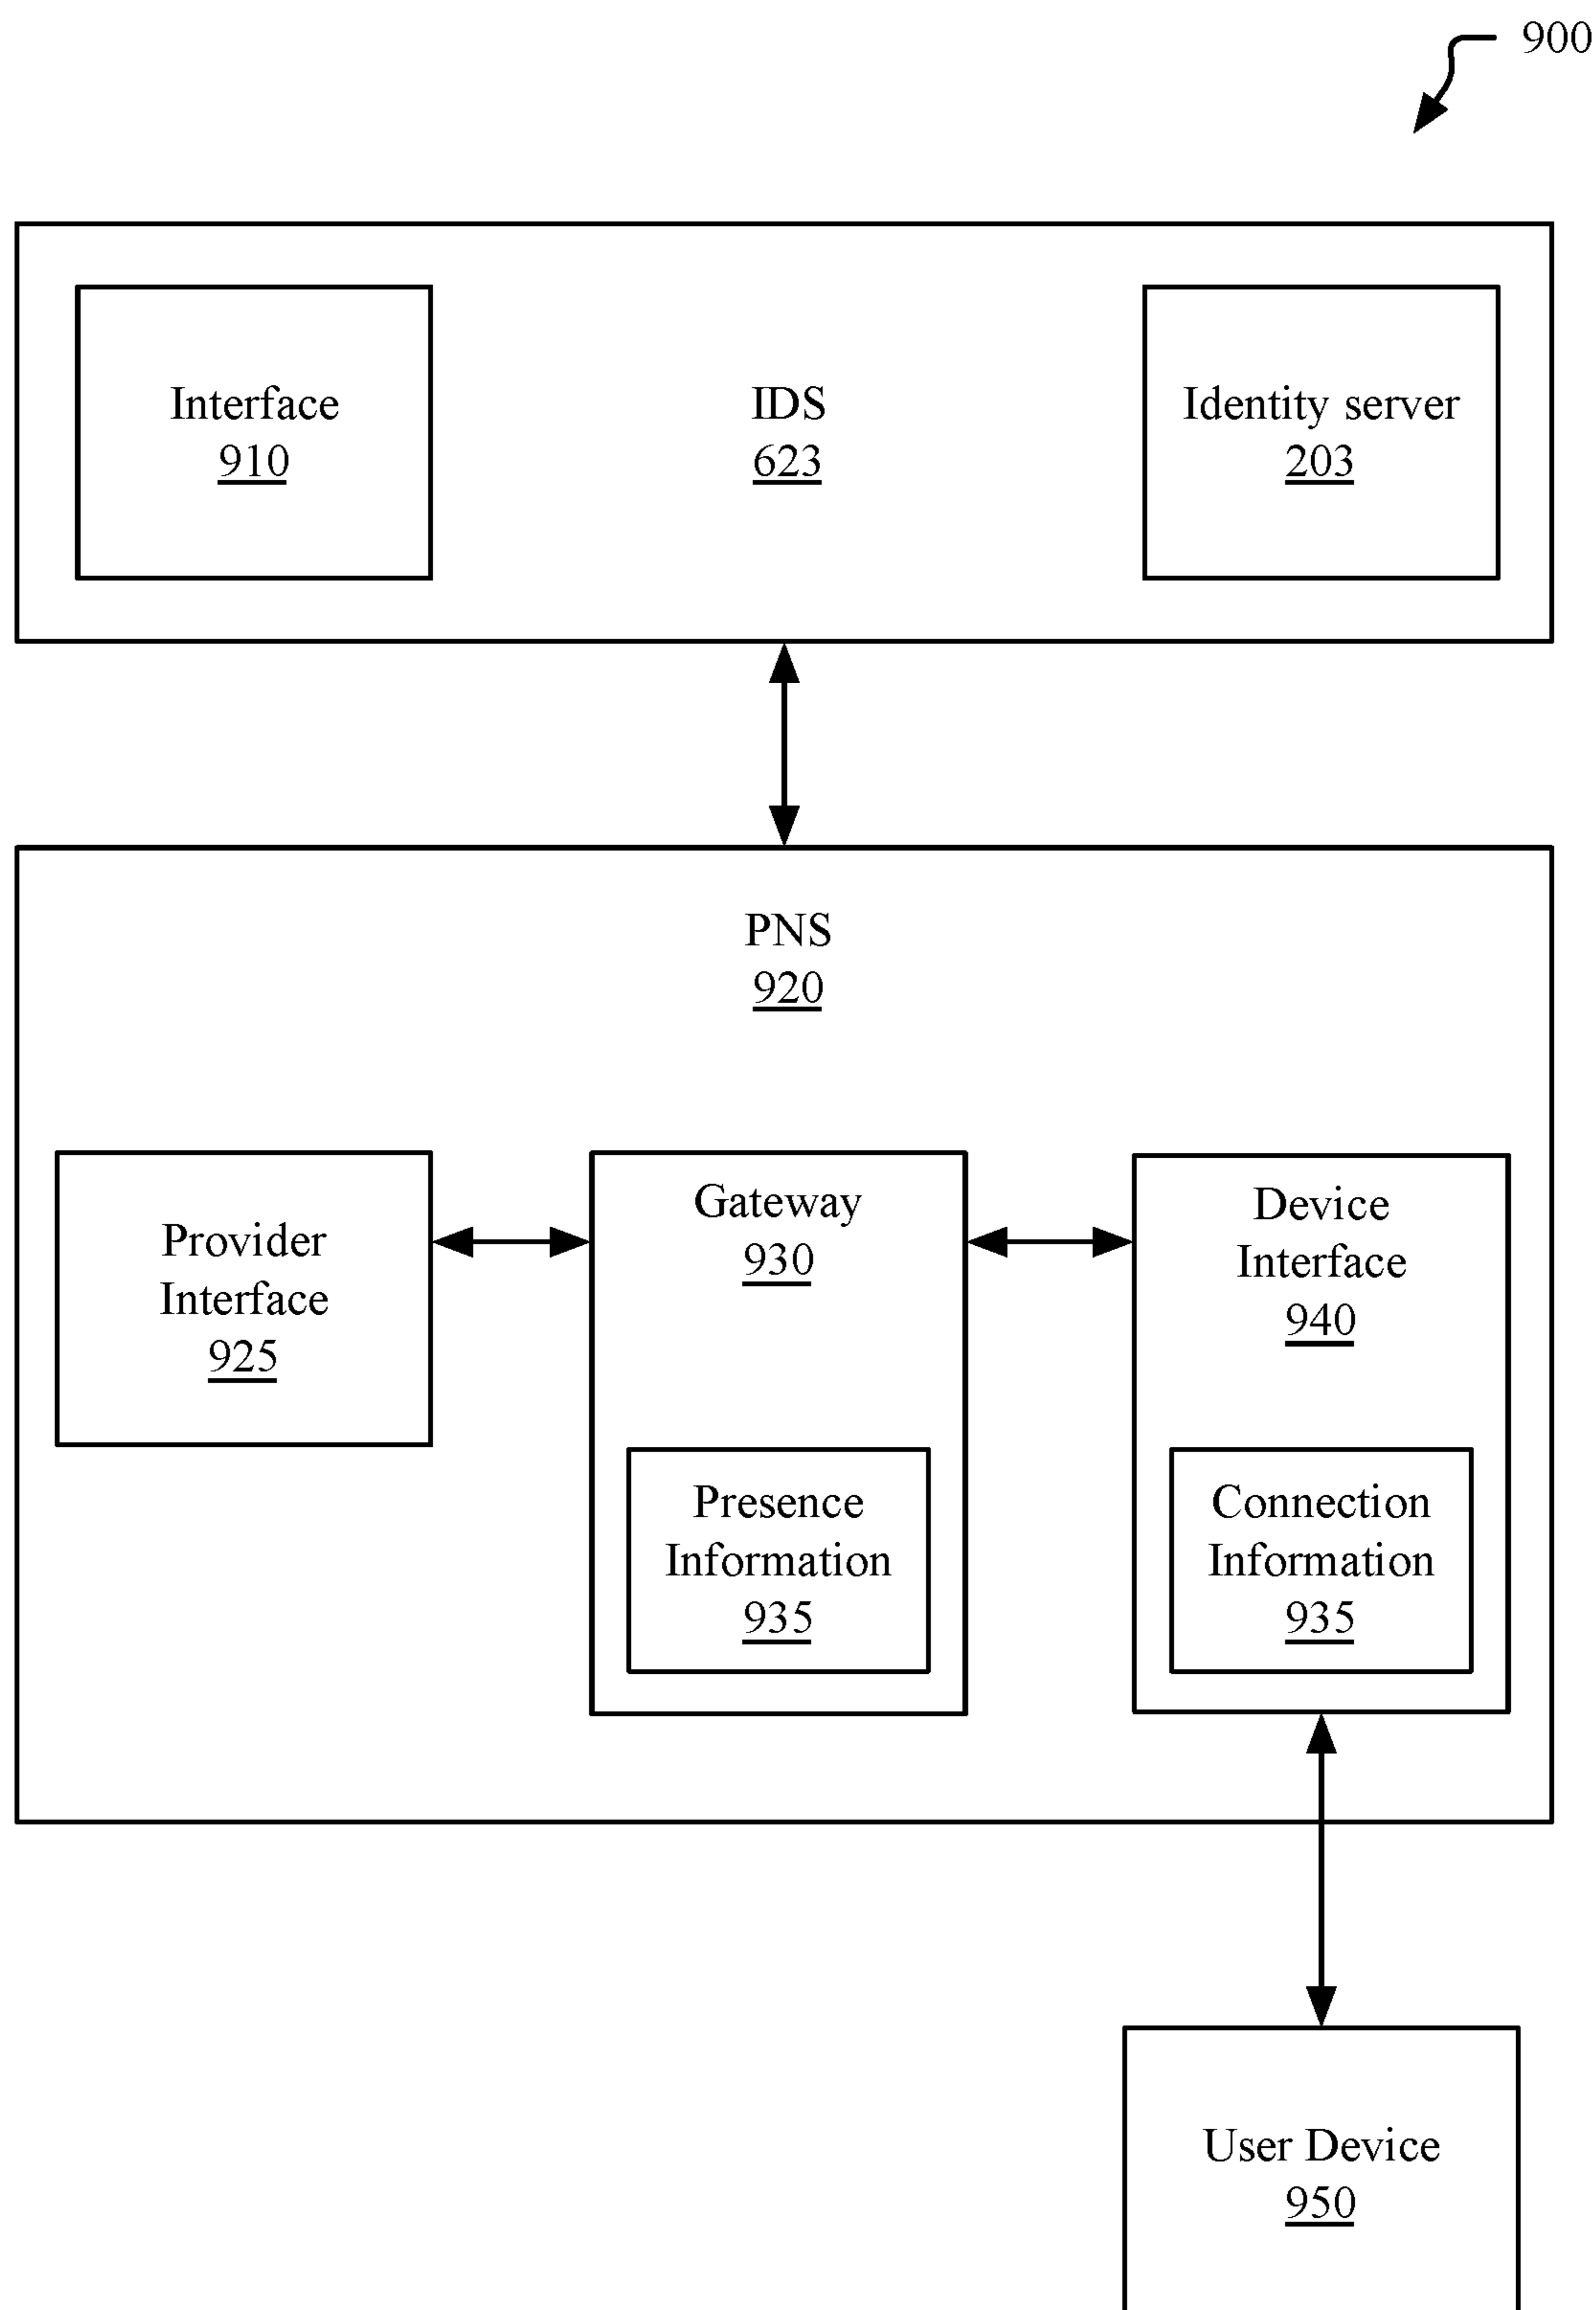 900
Interface
910
IDS
623
Identity server
203
PNS
920
Provider
Interface
925
Gateway
930
Device
Interface
940
Presence
Information
935
Connection
Information
935
User Device
950